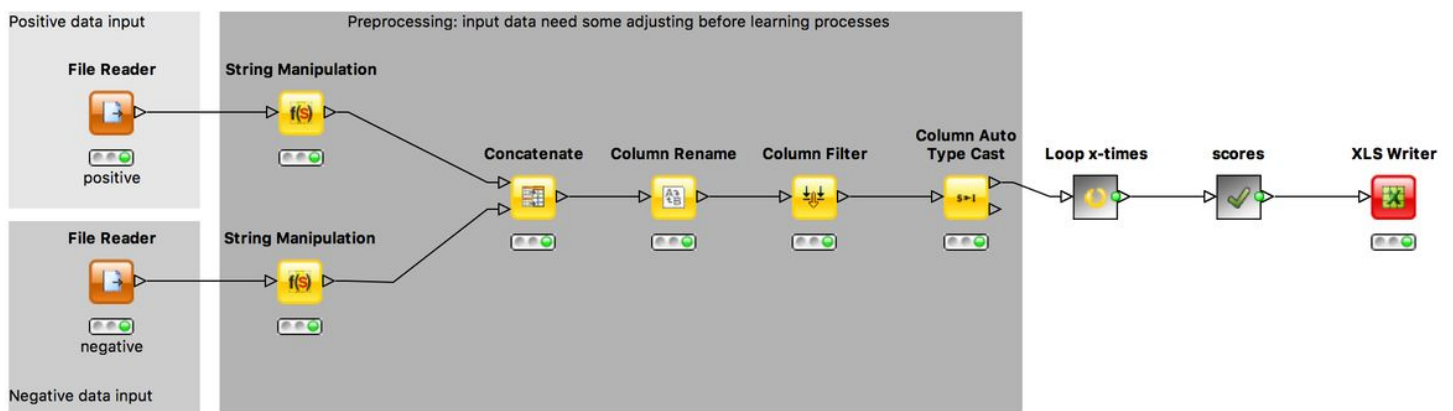 Positive data input
Preprocessing: input data need some adjusting before learning processes
File Reader
String Manipulation
f(S)
positive
Concatenate
Column Rename
Column Filter
Column Auto
Type Cast
Loop x-times
scores
XLS Writer
A
B
S▸I
File Reader
String Manipulation
f(S)
negative
Negative data input